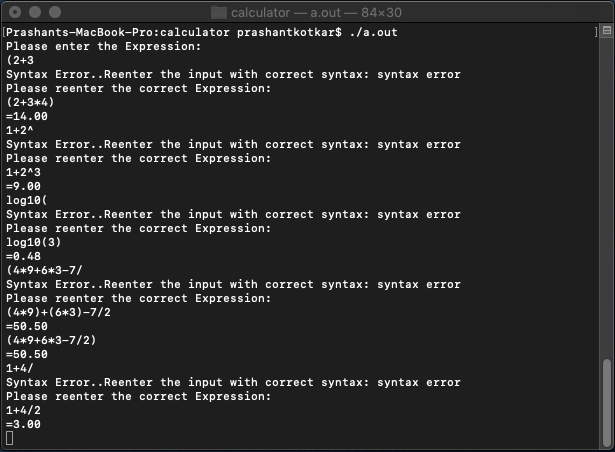 calculator — a.out — 84×30
[Prashants-MacBook-Pro:calculator prashantkotkar$ ./a.out ]
Please enter the Expression:
(2+3
Syntax Error..Reenter the input with correct syntax: syntax error
Please reenter the correct Expression:
(2+3*4)
=14.00
1+2^
Syntax Error..Reenter the input with correct syntax: syntax error
Please reenter the correct Expression:
1+2^3
=9.00
log10(
Syntax Error..Reenter the input with correct syntax: syntax error
Please reenter the correct Expression:
log10(3)
=0.48
(4*9+6*3-7/
Syntax Error..Reenter the input with correct syntax: syntax error
Please reenter the correct Expression:
(4*9)+(6*3)-7/2
=50.50
(4*9+6*3-7/2)
=50.50
1+4/
Syntax Error..Reenter the input with correct syntax: syntax error
Please reenter the correct Expression:
1+4/2
=3.00